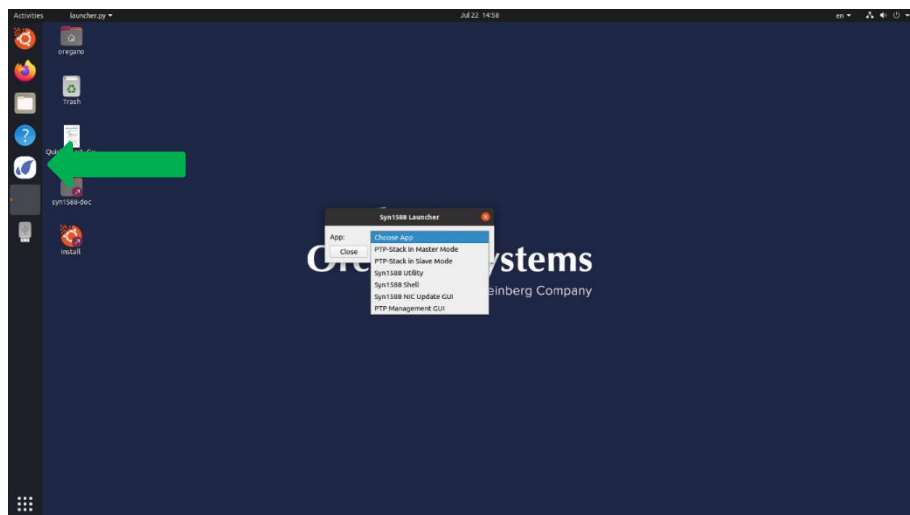 Activities
launcher.py
Jul 22 14:58
en
oregano
Trash
syn1588-doc
Install
Syn1588 Launcher
App:
Choose App
Close
PTP-Stack in Master Mode
PTP-Stack in Slave Mode
Syn1588 Utility
Syn1588 Shell
Syn1588 NIC Update GUI
PTP Management GUI
ystems
einberg Company